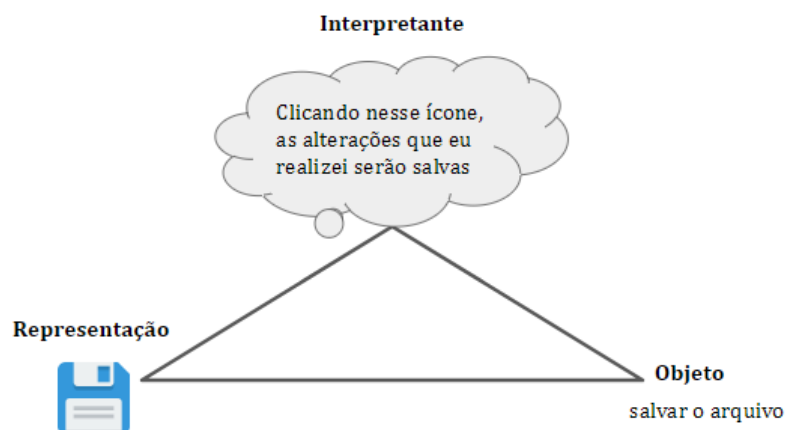 Interpretante
Clicando nesse ícone,
as alterações que eu
realizei serão salvas
Representação
Objeto
salvar o arquivo